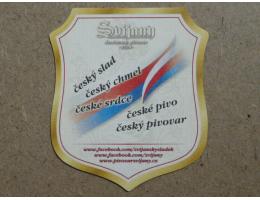 Svijany
český slad
český chmel
české srdce
české pivo
český pivovar
www.facebook.com/svijanskysladek
www.facebook.com/svijany
www.pivovarsvijany.cz